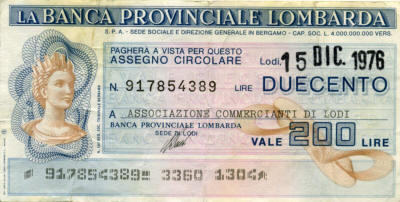 LA BANCA PROVINCIALE LOMBARDA
S.P.A. - SEDE SOCIALE E DIREZIONE GENERALE IN BERGAMO - CAP. SOC. L. 4.000.000.000 VERS.
PAGHERÀ A VISTA PER QUESTO
ASSEGNO CIRCOLARE Lodi, 15 DIC. 1976
N. 917854389 LIRE DUECENTO
A ASSOCIAZIONE COMMERCIANTI DI LODI
BANCA PROVINCIALE LOMBARDA
SEDE DI LODI
VALE 200 LIRE
917854389 3360 1304